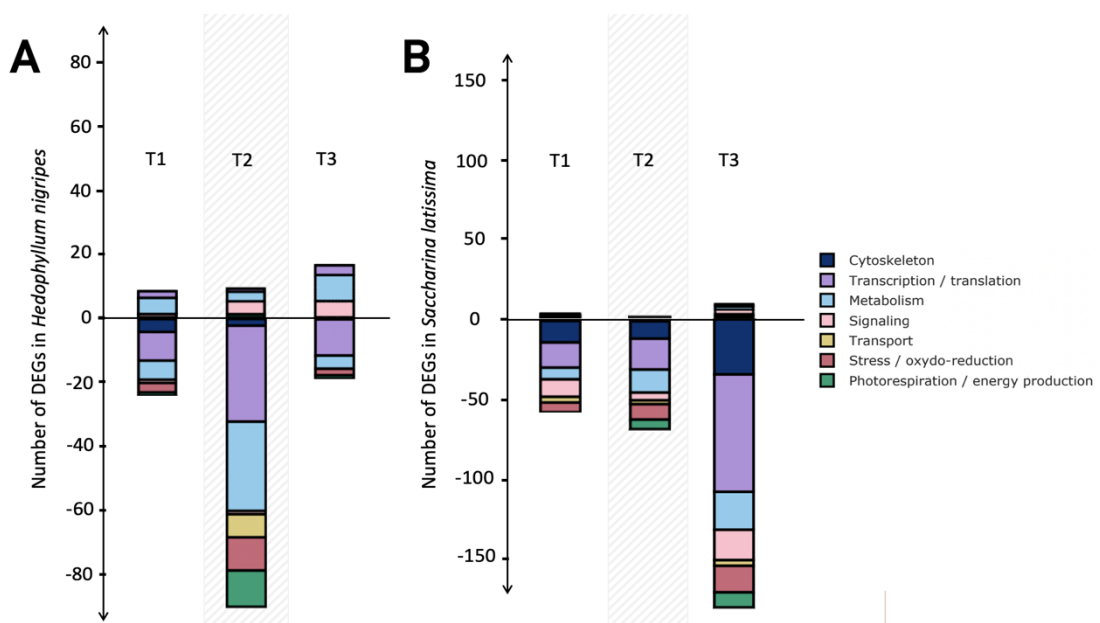 A
Number of DEGs in Hedophyllum nigripes
80
60
40
20
0
-20
-40
-60
-80
T1
T2
T3
B
Number of DEGs in Saccharina latissima
150
100
50
0
-50
-100
-150
T1
T2
T3
Cytoskeleton
Transcription / translation
Metabolism
Signaling
Transport
Stress / oxydo-reduction
Photorespiration / energy production